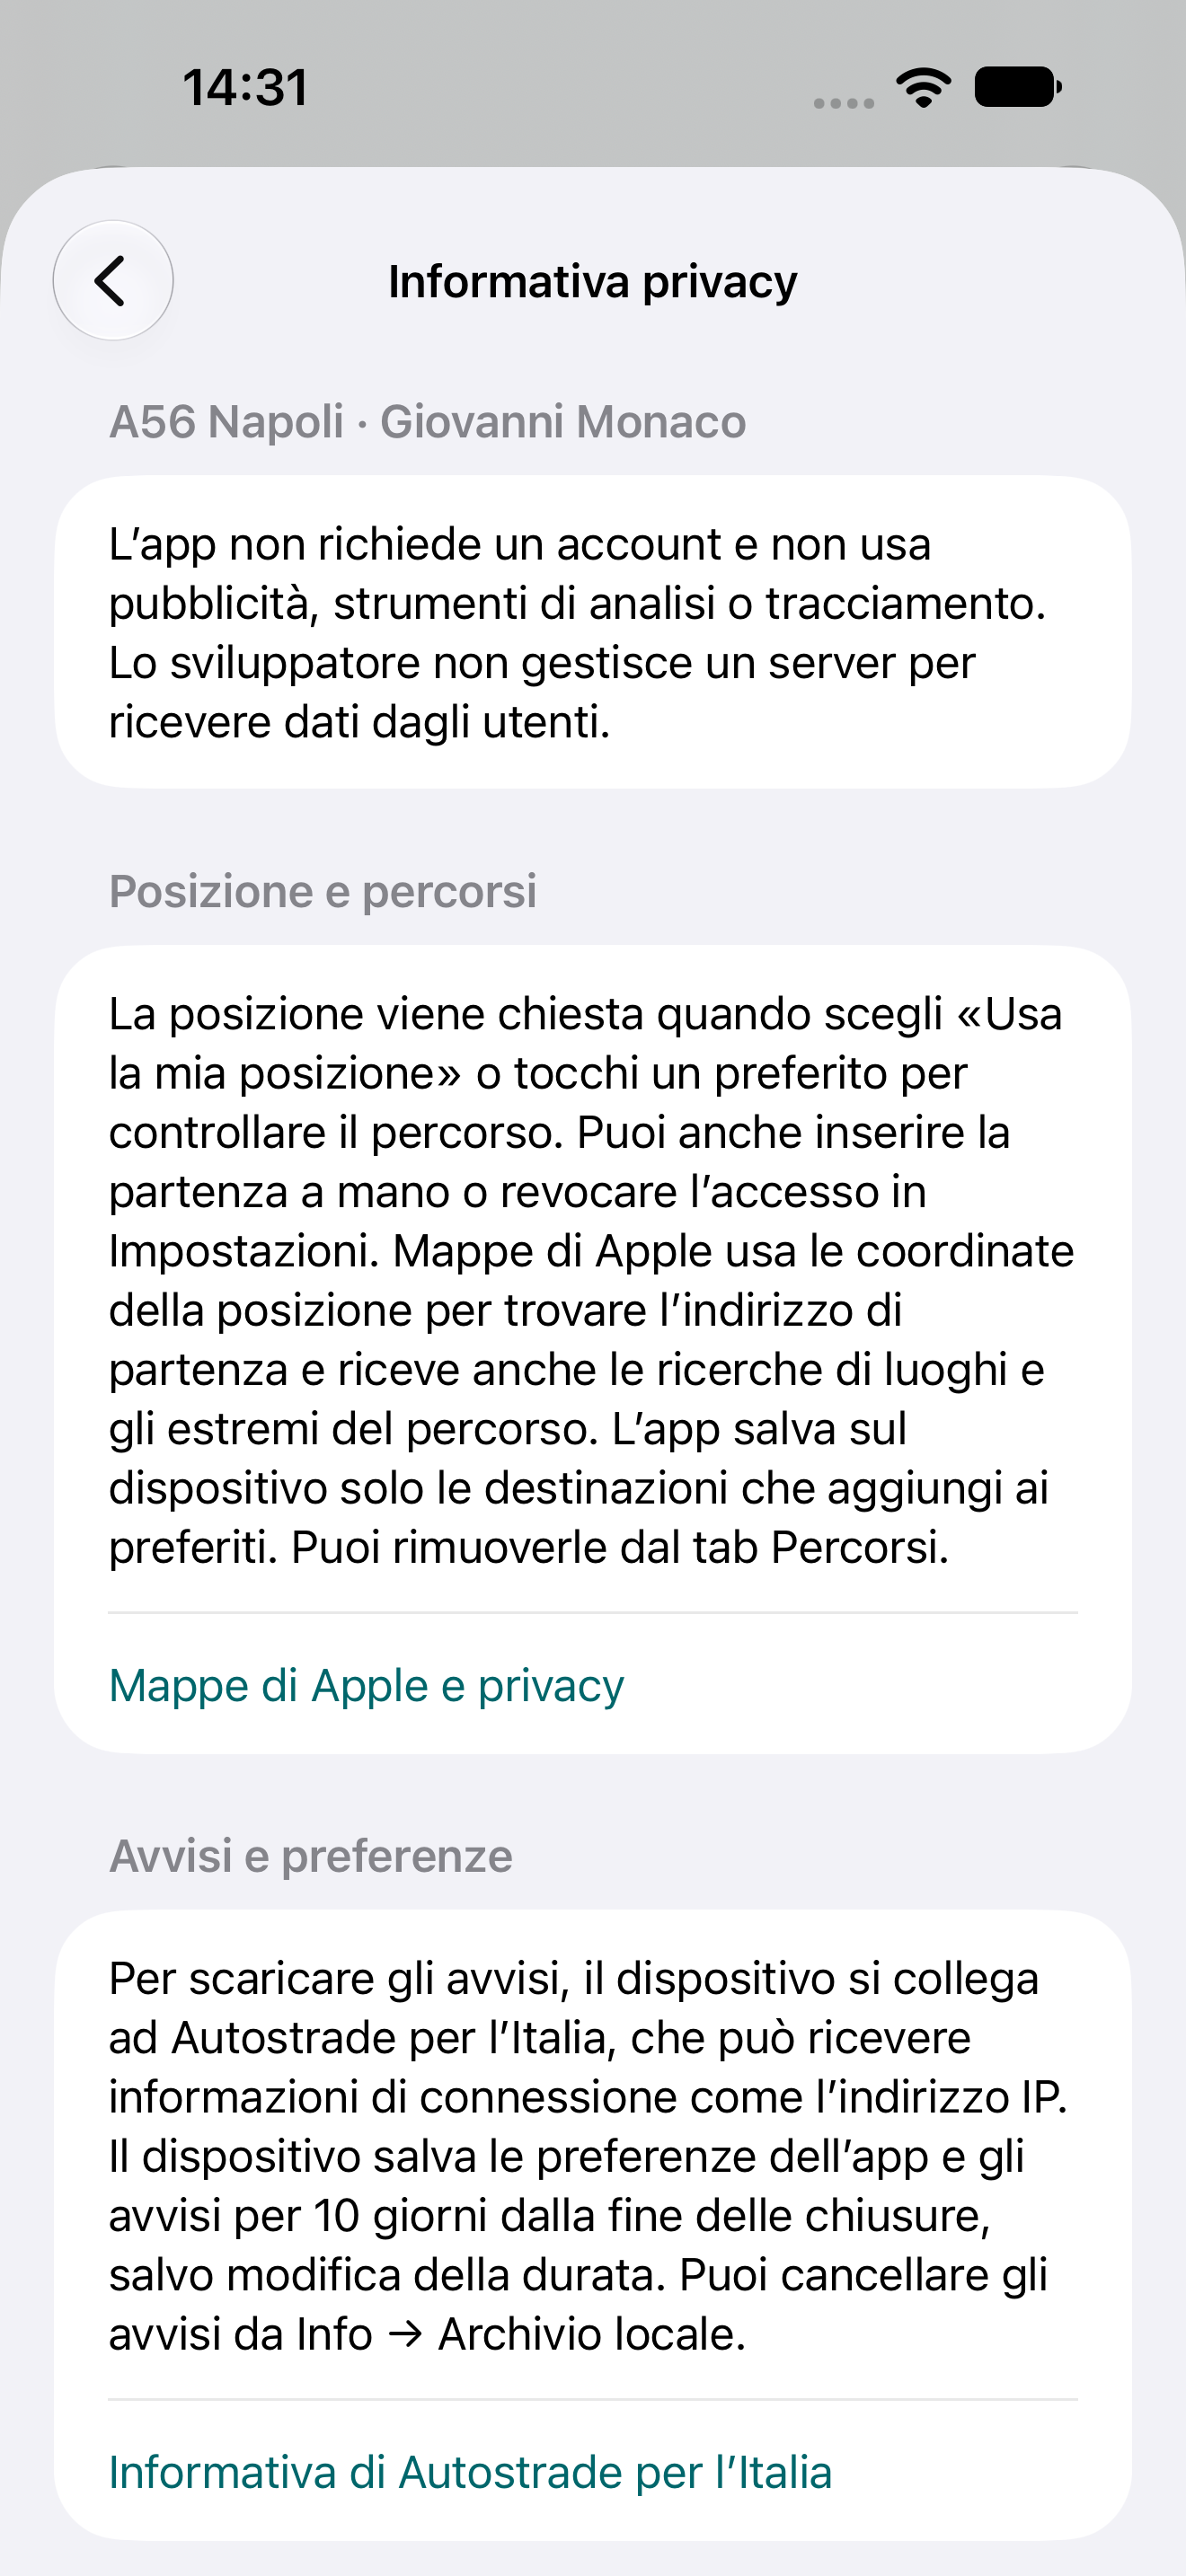 14:31
Informativa privacy
A56 Napoli · Giovanni Monaco
L’app non richiede un account e non usa
pubblicità, strumenti di analisi o tracciamento.
Lo sviluppatore non gestisce un server per
ricevere dati dagli utenti.
Posizione e percorsi
La posizione viene chiesta quando scegli «Usa
la mia posizione» o tocchi un preferito per
controllare il percorso. Puoi anche inserire la
partenza a mano o revocare l’accesso in
Impostazioni. Mappe di Apple usa le coordinate
della posizione per trovare l’indirizzo di
partenza e riceve anche le ricerche di luoghi e
gli estremi del percorso. L’app salva sul
dispositivo solo le destinazioni che aggiungi ai
preferiti. Puoi rimuoverle dal tab Percorsi.
Mappe di Apple e privacy
Avvisi e preferenze
Per scaricare gli avvisi, il dispositivo si collega
ad Autostrade per l’Italia, che può ricevere
informazioni di connessione come l’indirizzo IP.
Il dispositivo salva le preferenze dell’app e gli
avvisi per 10 giorni dalla fine delle chiusure,
salvo modifica della durata. Puoi cancellare gli
avvisi da Info → Archivio locale.
Informativa di Autostrade per l’Italia